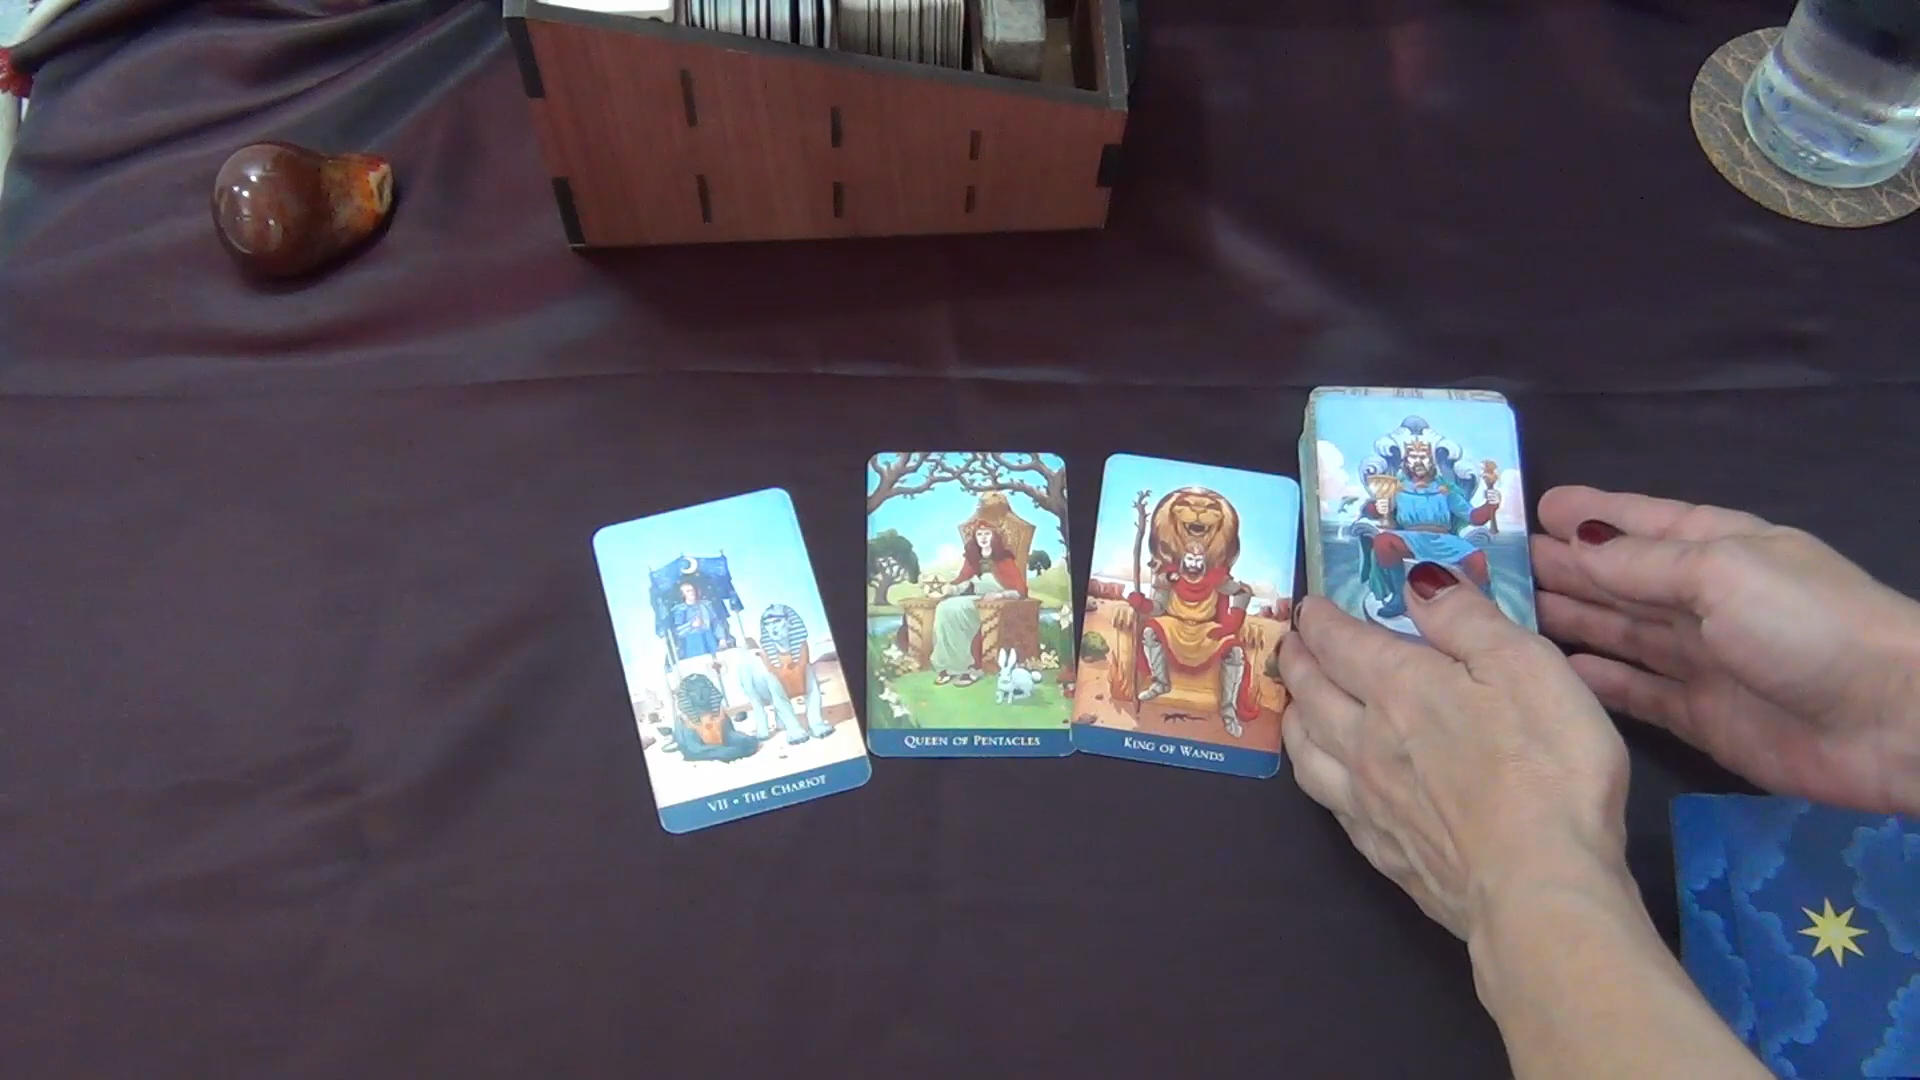 VII • THE CHARIOT
QUEEN OF PENTACLES
KING OF WANDS